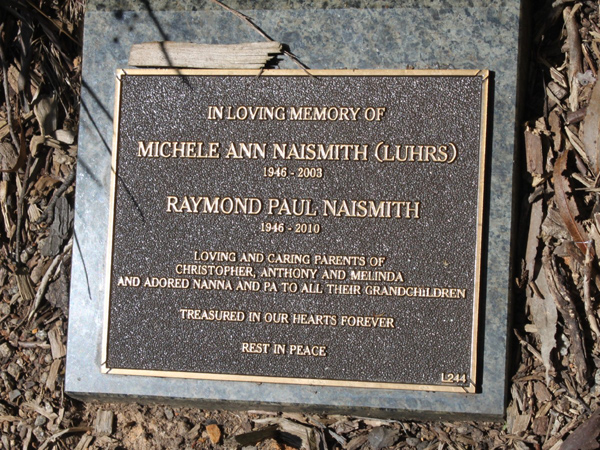 IN LOVING MEMORY OF
MICHELE ANN NAISMITH (LUHRS)
1946 - 2003
RAYMOND PAUL NAISMITH
1946 - 2010
LOVING AND CARING PARENTS OF
CHRISTOPHER, ANTHONY AND MELINDA
AND ADORED NANNA AND PA TO ALL THEIR GRANDCHILDREN
TREASURED IN OUR HEARTS FOREVER
REST IN PEACE
L244